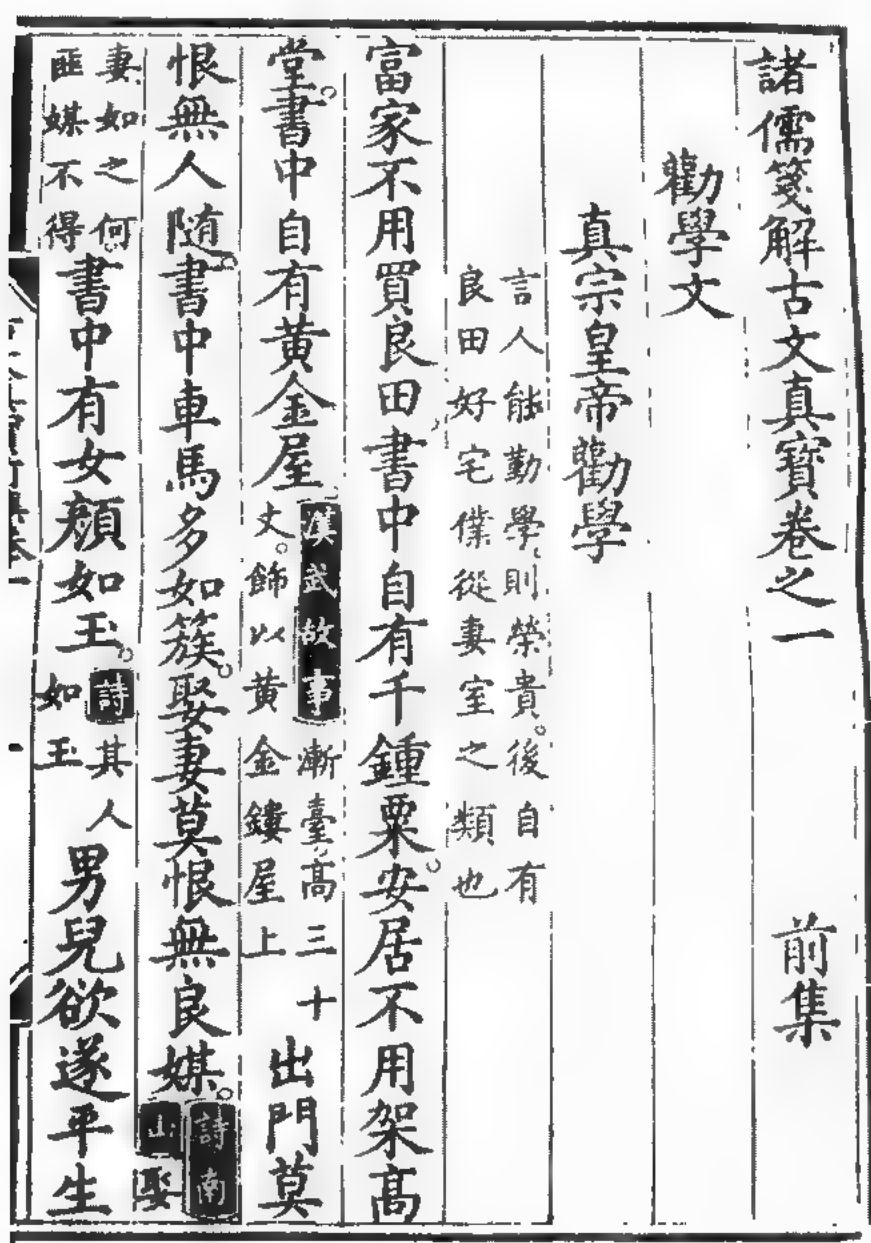 諸儒箋解古文真寶卷之一 前集
勸學文
真宗皇帝勸學
言人能勤學則榮貴後自有
良田好宅僕從妻室之類也
富家不用買良田書中自有千鍾粟安居不用架高
堂書中自有黃金屋漢武故事漸臺高三十丈飾以黃金鏤屋上出門莫
恨無人隨書中車馬多如簇娶妻莫恨無良媒詩南山娶
妻如之何匪媒不得書中有女顏如玉詩其人如玉男兒欲遂平生